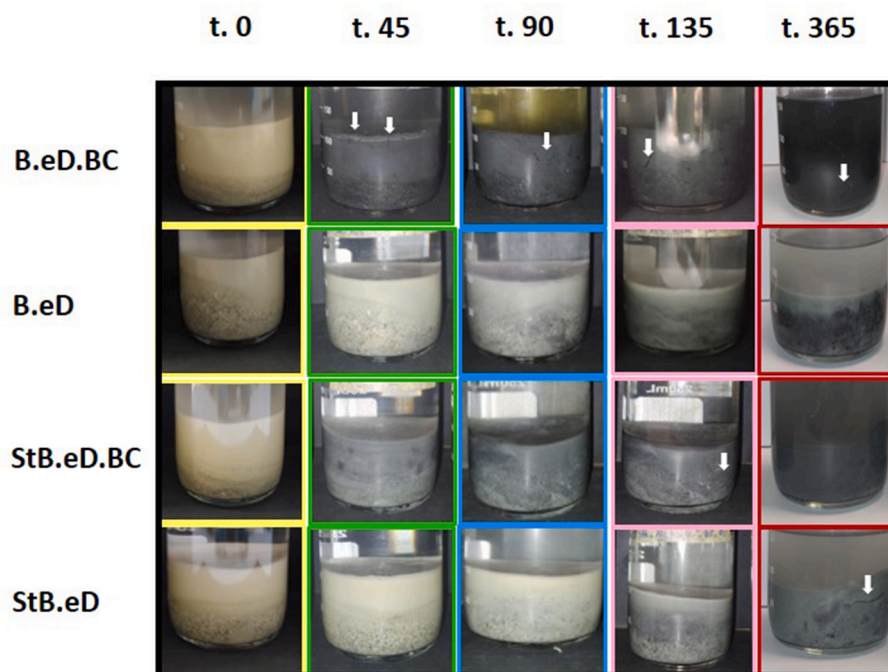 t. 0 t. 45 t. 90 t. 135 t. 365
B.eD.BC
B.eD
StB.eD.BC
StB.eD